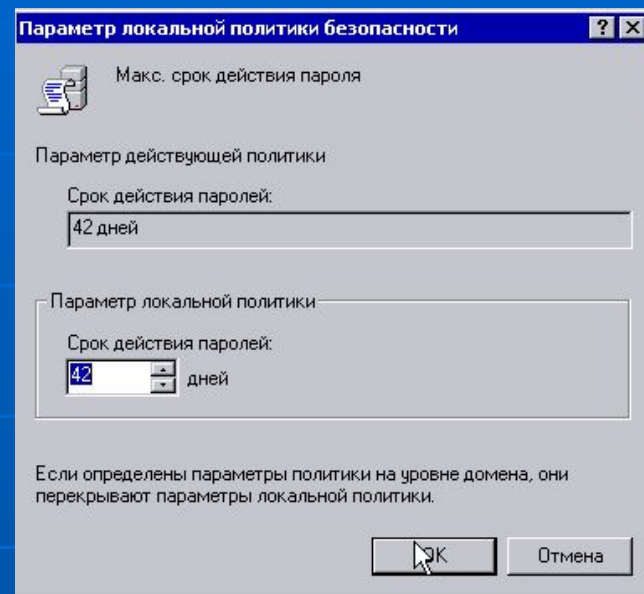 Параметр локальной политики безопасности
Макс. срок действия пароля
Параметр действующей политики
Срок действия паролей:
42 дней
Параметр локальной политики
Срок действия паролей:
42 дней
Если определены параметры политики на уровне домена, они
перекрывают параметры локальной политики.
OK Отмена